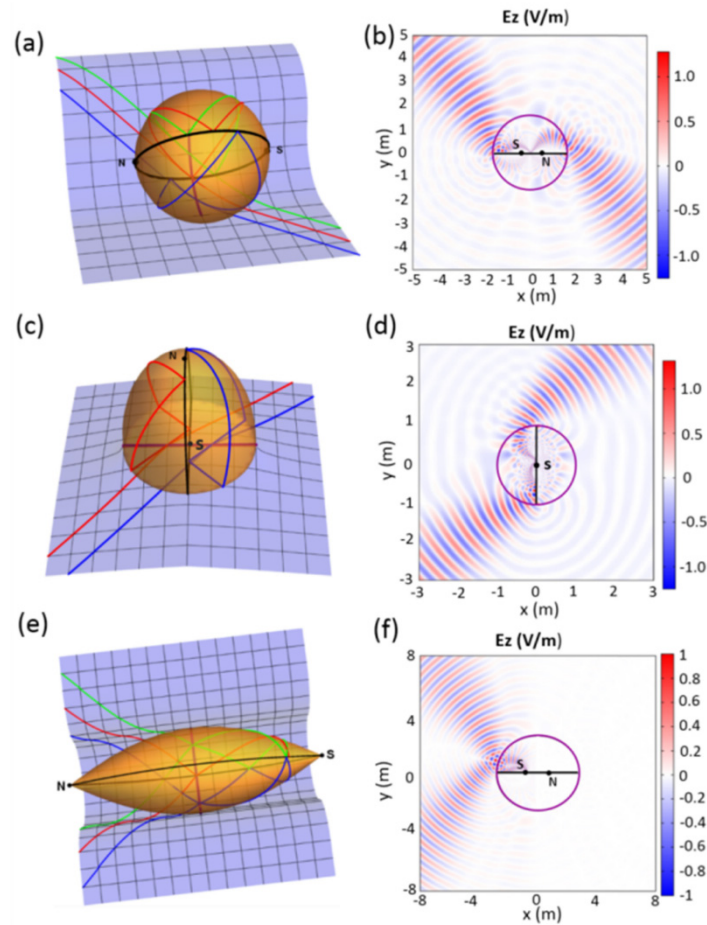 (a)
N
S
(b)
Ez (V/m)
5
4
3
2
1
0
-1
-2
-3
-4
-5
y (m)
S
N
-5 -4 -3 -2 -1 0 1 2 3 4 5
x (m)
1.0
0.5
0
-0.5
-1.0
(c)
N
S
(d)
Ez (V/m)
3
2
1
0
-1
-2
-3
y (m)
S
-3 -2 -1 0 1 2 3
x (m)
1.0
0.5
0
-0.5
-1.0
(e)
N
S
(f)
Ez (V/m)
8
4
0
-4
-8
y (m)
S
N
-8 -4 0 4 8
x (m)
1
0.8
0.6
0.4
0.2
0
-0.2
-0.4
-0.6
-0.8
-1